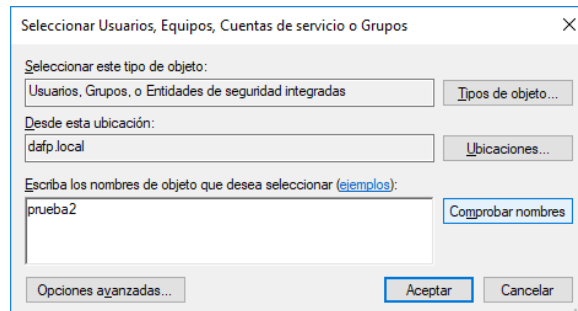 Seleccionar Usuarios, Equipos, Cuentas de servicio o Grupos
Seleccionar este tipo de objeto:
Usuarios, Grupos, o Entidades de seguridad integradas
Tipos de objeto...
Desde esta ubicación:
dafp.local
Ubicaciones...
Escriba los nombres de objeto que desea seleccionar (ejemplos):
prueba2
Comprobar nombres
Opciones avanzadas...
Aceptar
Cancelar